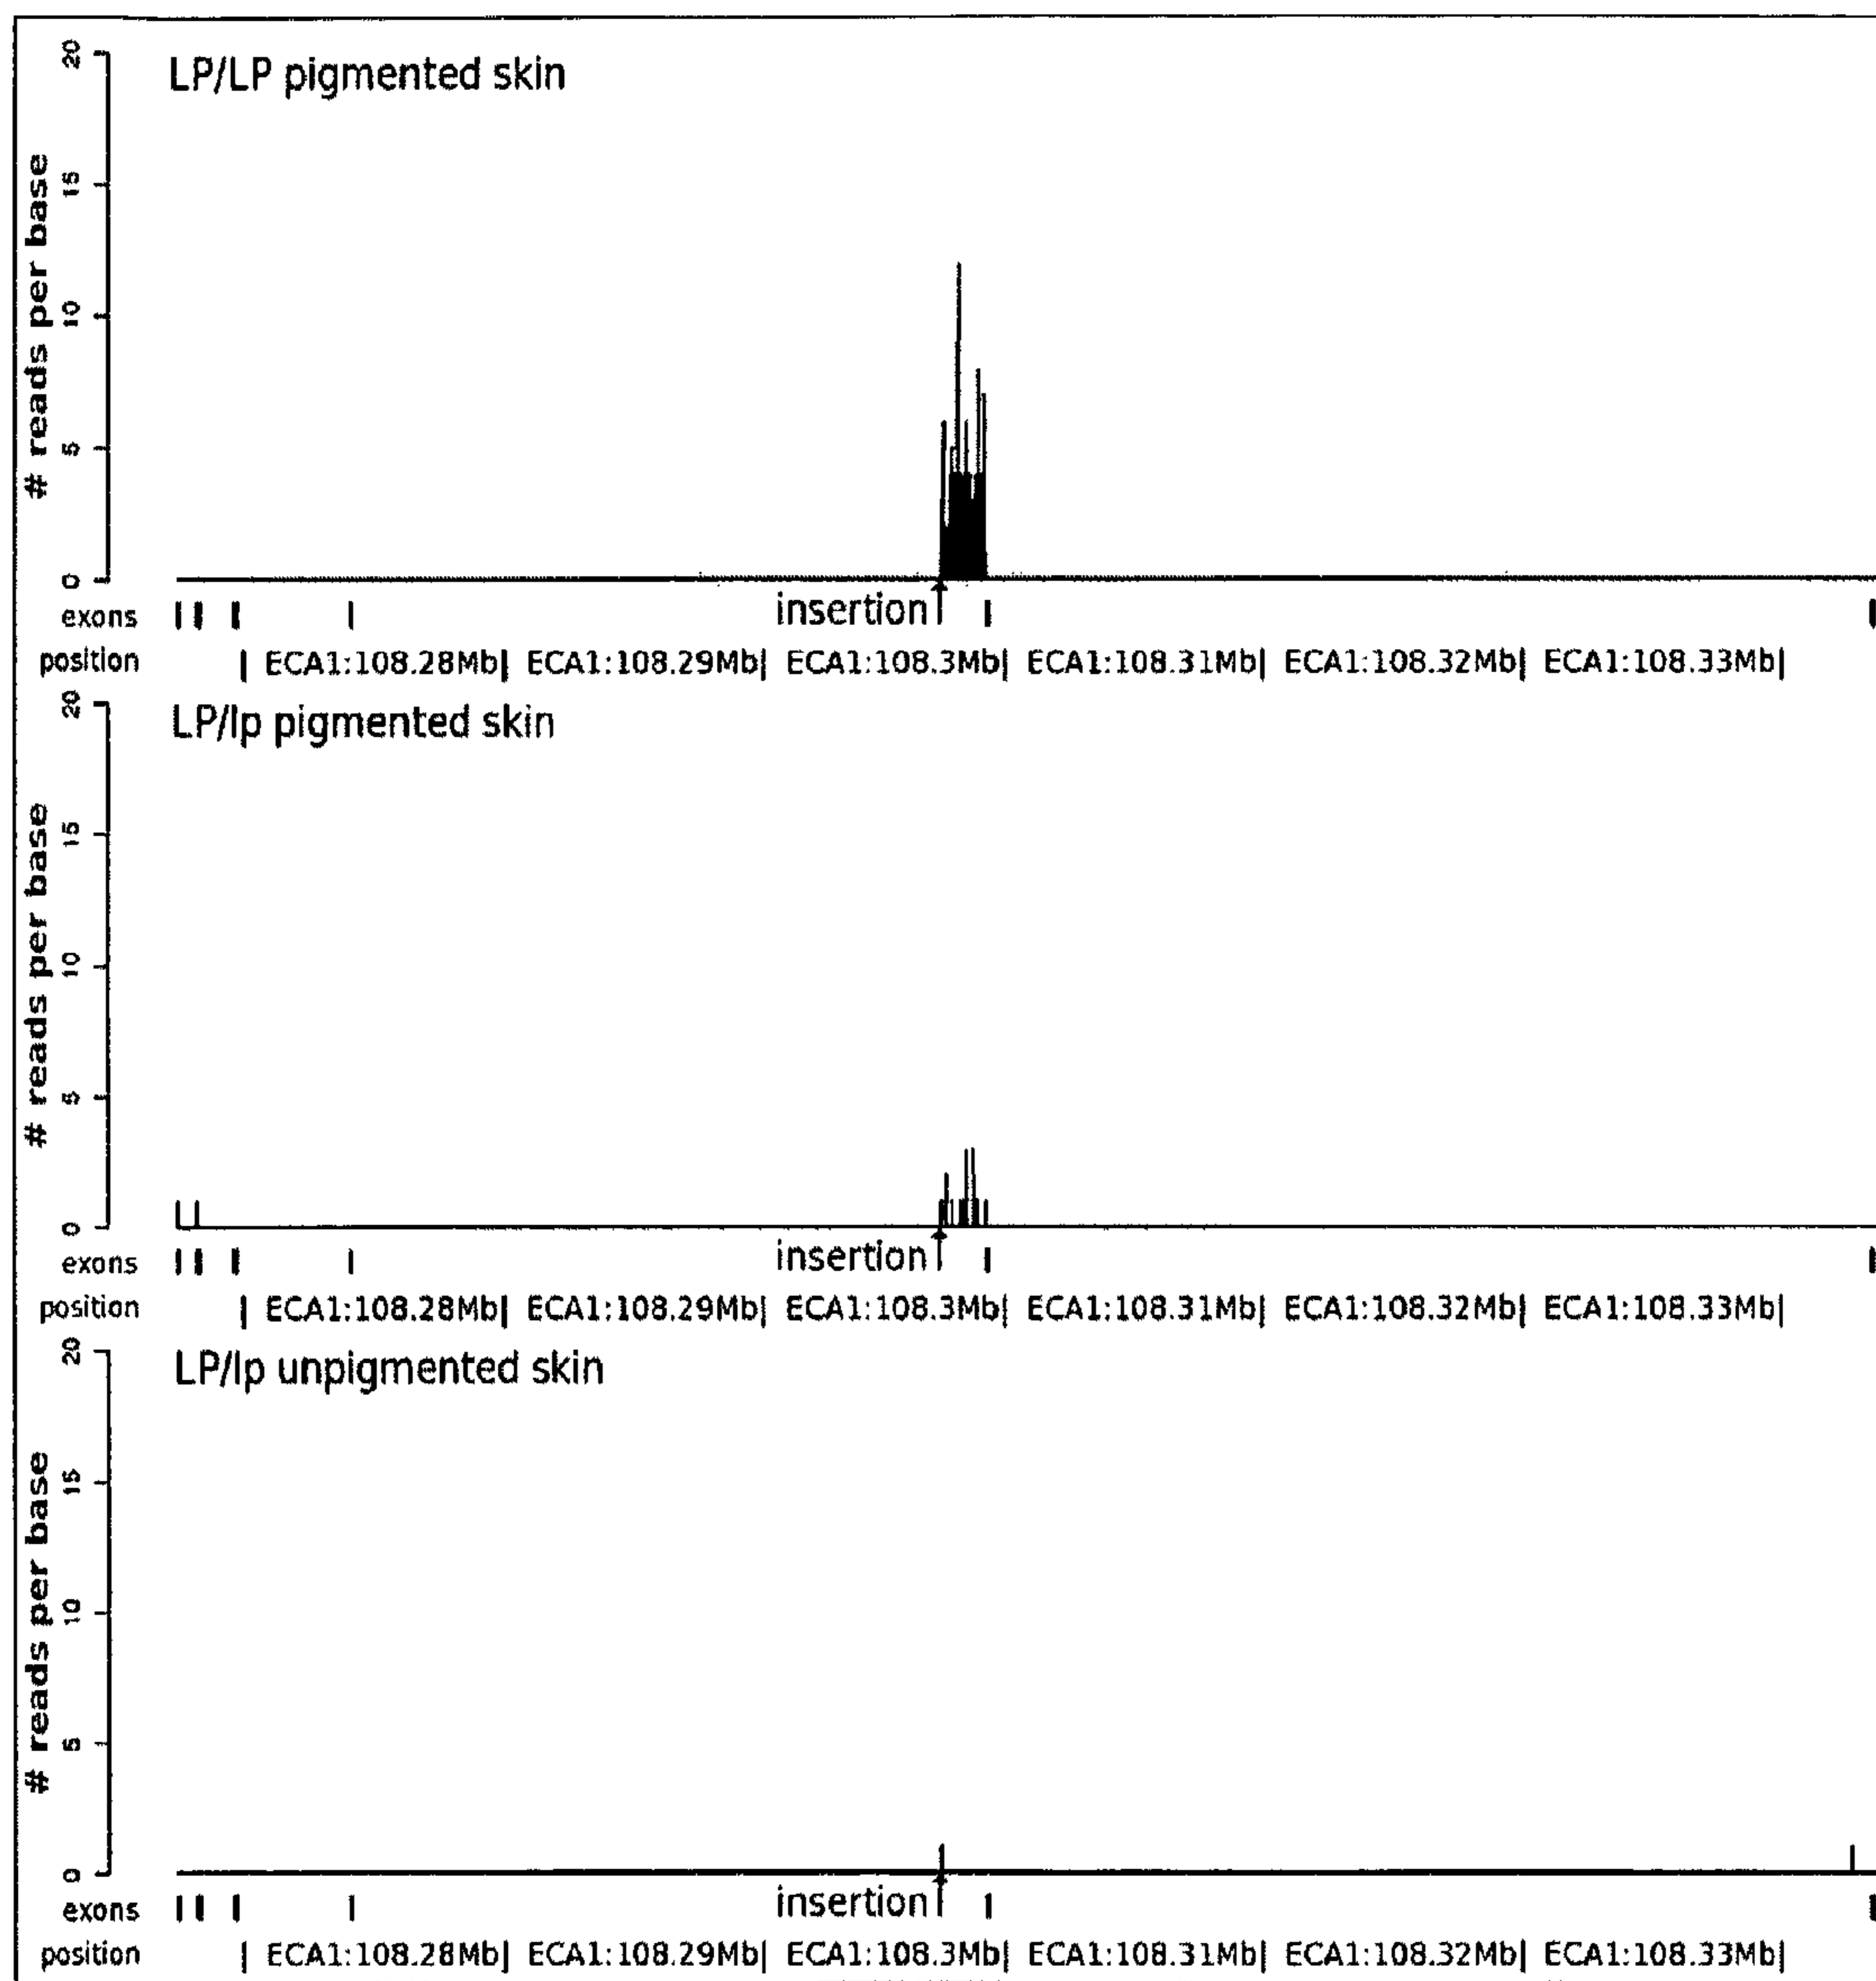 LP/LP pigmented skin
# reads per base
20
15
10
5
0
exons
insertion
position | ECA1:108.28Mb| ECA1:108.29Mb| ECA1:108.3Mb| ECA1:108.31Mb| ECA1:108.32Mb| ECA1:108.33Mb|
LP/lp pigmented skin
# reads per base
20
15
10
5
0
exons
insertion
position | ECA1:108.28Mb| ECA1:108.29Mb| ECA1:108.3Mb| ECA1:108.31Mb| ECA1:108.32Mb| ECA1:108.33Mb|
LP/lp unpigmented skin
# reads per base
20
15
10
5
0
exons
insertion
position | ECA1:108.28Mb| ECA1:108.29Mb| ECA1:108.3Mb| ECA1:108.31Mb| ECA1:108.32Mb| ECA1:108.33Mb|